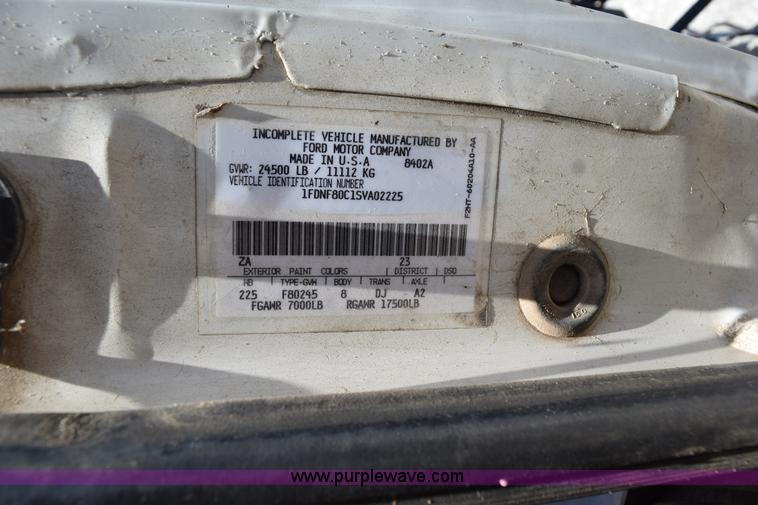 INCOMPLETE VEHICLE MANUFACTURED BY
FORD MOTOR COMPANY
MADE IN U.S.A 8402A
GVWR: 24500 LB / 11112 KG
VEHICLE IDENTIFICATION NUMBER
1FDNF80C1SVA02225
F2HT-60204A10-AA
ZA 23
EXTERIOR PAINT COLORS DISTRICT DSO
WB TYPE-GVW BODY TRANS AXLE
225 F80245 8 DJ A2
FGAWR 7000LB RGAWR 17500LB
www.purplewave.com